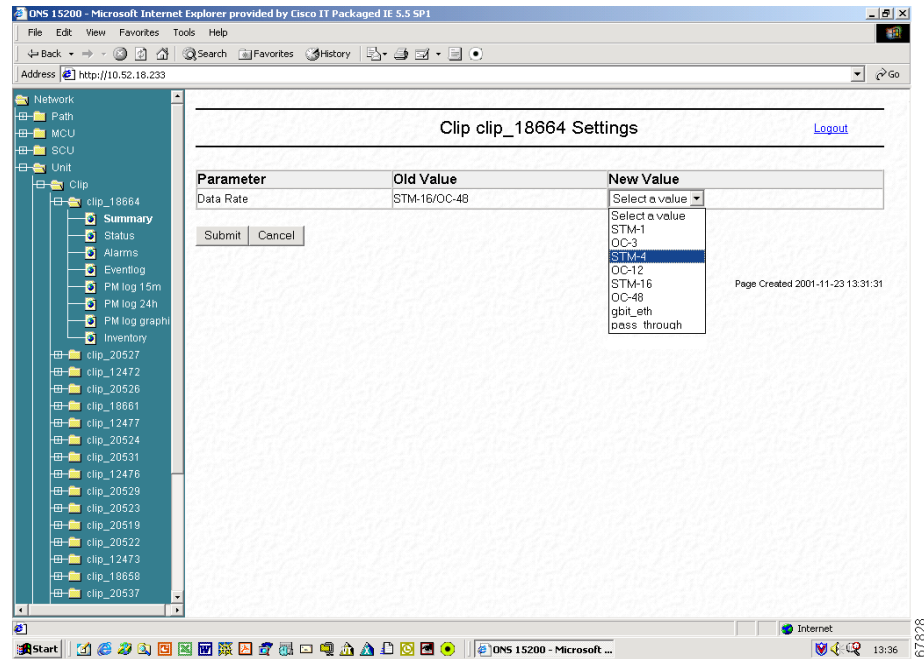 ONS 15200 - Microsoft Internet Explorer provided by Cisco IT Packaged IE 5.5 SP1
File Edit View Favorites Tools Help
Back Search Favorites History
Address http://10.52.18.233 Go
Network
Path
MCU
SCU
Unit
Clip
clip_18664
Summary
Status
Alarms
Eventlog
PM log 15m
PM log 24h
PM log graphi
Inventory
clip_20527
clip_12472
clip_20526
clip_18661
clip_12477
clip_20524
clip_20531
clip_12476
clip_20529
clip_20523
clip_20519
clip_20522
clip_12473
clip_18658
clip_20537
Clip clip_18664 Settings
Logout
Parameter Old Value New Value
Data Rate STM-16/OC-48 Select a value
Select a value
STM-1
OC-3
STM-4
OC-12
STM-16
OC-48
gbit_eth
pass_through
Submit Cancel
Page Created 2001-11-23 13:31:31
Internet
Start ONS 15200 - Microsoft ... 13:36
67828